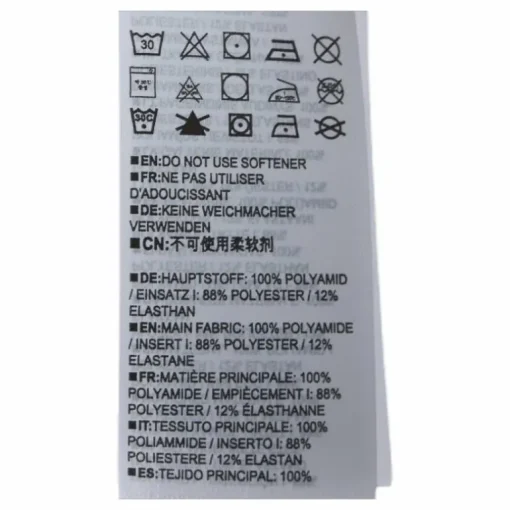 30
30C
■EN:DO NOT USE SOFTENER
■FR:NE PAS UTILISER
D'ADOUCISSANT
■DE:KEINE WEICHMACHER
VERWENDEN
■CN:不可使用柔软剂
■DE:HAUPTSTOFF: 100% POLYAMID
/ EINSATZ I: 88% POLYESTER / 12%
ELASTHAN
■EN:MAIN FABRIC: 100% POLYAMIDE
/ INSERT I: 88% POLYESTER / 12%
ELASTANE
■FR:MATIÈRE PRINCIPALE: 100%
POLYAMIDE / EMPIÈCEMENT I: 88%
POLYESTER / 12% ÉLASTHANNE
■IT:TESSUTO PRINCIPALE: 100%
POLIAMMIDE / INSERTO I: 88%
POLIESTERE / 12% ELASTAN
■ES:TEJIDO PRINCIPAL: 100%